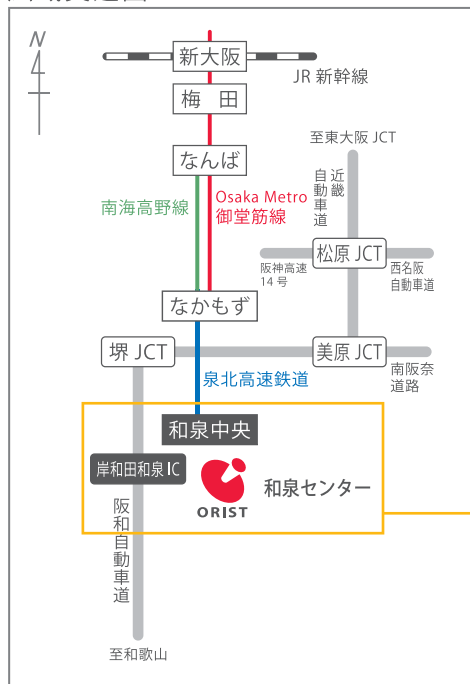 N
新大阪
JR 新幹線
梅 田
至東大阪 JCT
なんば
近畿
自動車道
南海高野線
Osaka Metro
御堂筋線
松原 JCT
阪神高速
14 号
西名阪
自動車道
なかもず
堺 JCT
美原 JCT
泉北高速鉄道
南阪奈
道路
和泉中央
岸和田和泉 IC
和泉センター
ORIST
阪和自動車道
至和歌山